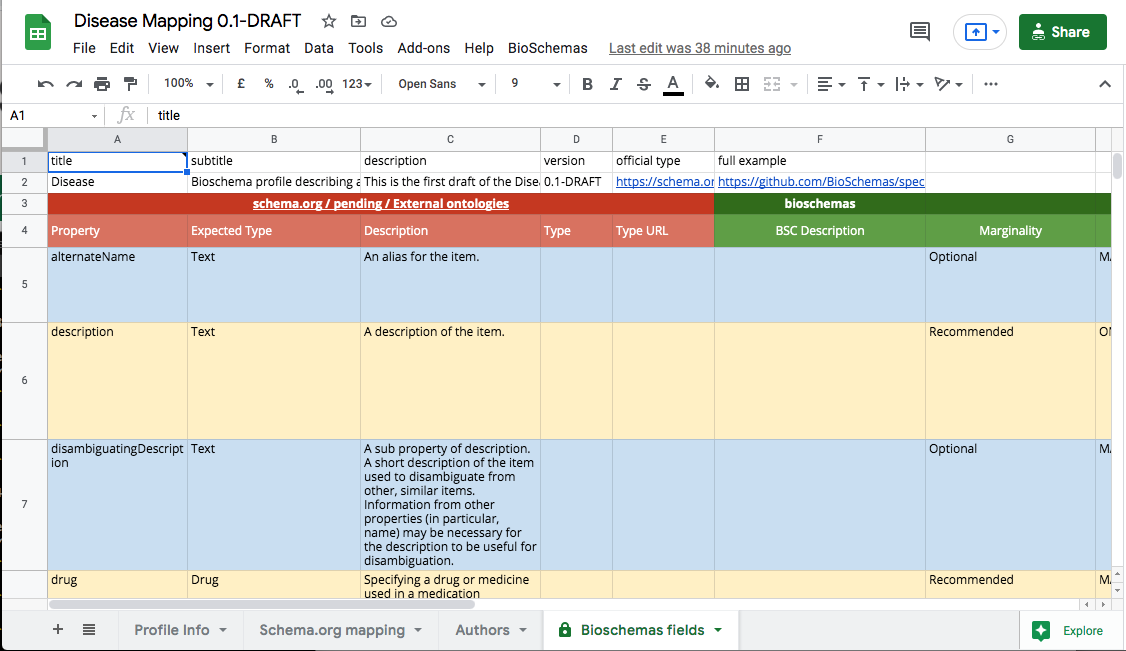 Disease Mapping 0.1-DRAFT
File Edit View Insert Format Data Tools Add-ons Help BioSchemas Last edit was 38 minutes ago
Share
100% £ % .0 .00 123 Open Sans 9 B I S A
A1 fx title
A B C D E F G
1 title subtitle description version official type full example
2 Disease Bioschema profile describing a This is the first draft of the Dise 0.1-DRAFT https://schema.or https://github.com/BioSchemas/spec
3 schema.org / pending / External ontologies bioschemas
4 Property Expected Type Description Type Type URL BSC Description Marginality
5 alternateName Text An alias for the item. Optional
6 description Text A description of the item. Recommended
7 disambiguatingDescript
ion
Text
A sub property of description.
A short description of the item
used to disambiguate from
other, similar items.
Information from other
properties (in particular,
name) may be necessary for
the description to be useful for
disambiguation.
Optional
drug Drug Specifying a drug or medicine
used in a medication
Recommended
+ Profile Info Schema.org mapping Authors Bioschemas fields Explore